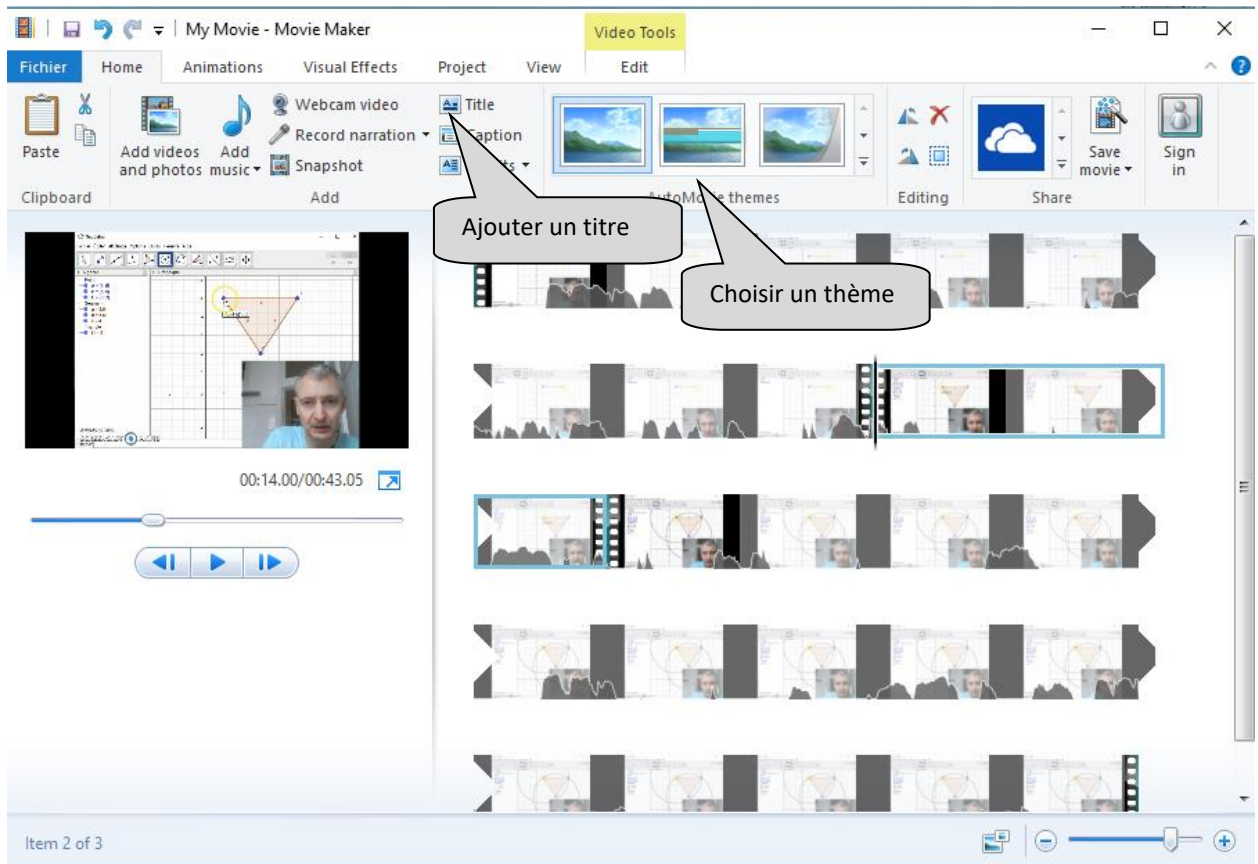 My Movie - Movie Maker
Video Tools
Fichier Home Animations Visual Effects Project View Edit
Paste
Clipboard
Add videos and photos
Add music
Webcam video
Record narration
Snapshot
Add
Title
Caption
AutoMovie themes
Editing
Share
Save movie
Sign in
Ajouter un titre
Choisir un thème
00:14.00/00:43.05
Item 2 of 3